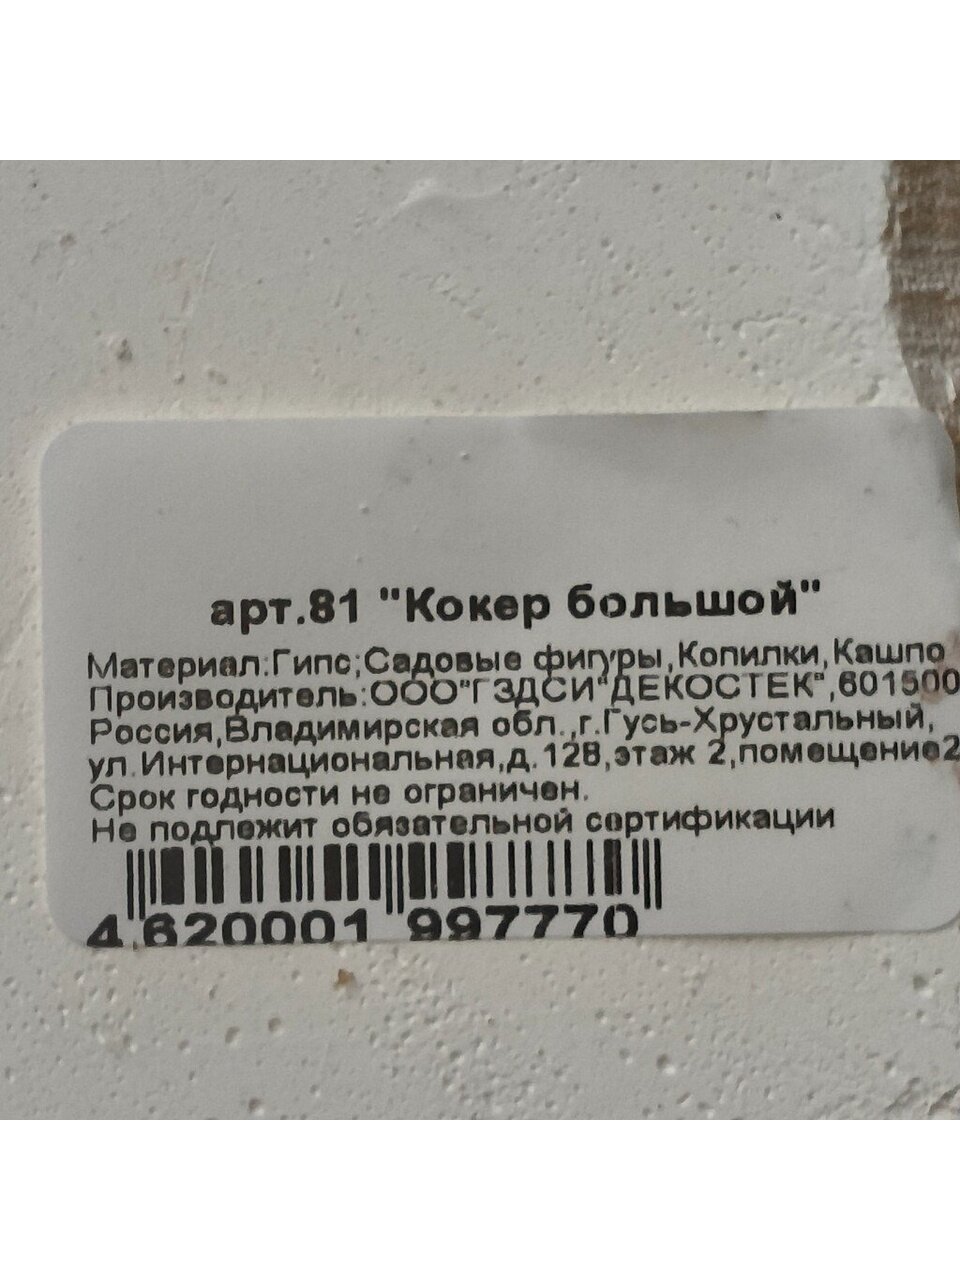 арт.81 "Кокер большой"
Материал:Гипс;Садовые фигуры,Копилки,Кашпо
Производитель:ООО"ГЗДСИ"ДЕКОСТЕК",601500
Россия,Владимирская обл.,г.Гусь-Хрустальный,
ул.Интернациональная,д.128,этаж 2,помещение2
Срок годности не ограничен.
Не подлежит обязательной сертификации
4 620001 997770